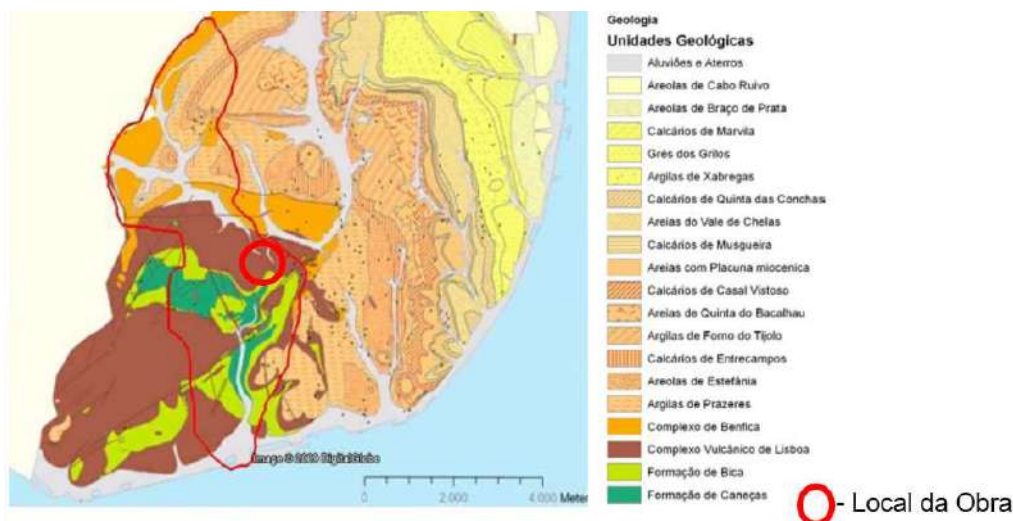 Geologia
Unidades Geológicas
Aluviões e Aterros
Areolas de Cabo Ruivo
Areolas de Braço de Prata
Calcários de Marvila
Grés dos Grilos
Argilas de Xabregas
Calcários de Quinta das Conchas
Areias do Vale de Chelas
Calcários de Musgueira
Areias com Placuna miocenica
Calcários de Casal Vistoso
Areias de Quinta do Bacalhau
Argilas de Forno do Tijolo
Calcários de Entrecampos
Areolas de Estefânia
Argilas de Prazeres
Complexo de Benfica
Complexo Vulcânico de Lisboa
Formação de Bica
Formação de Caneças
Image © 2009 DigitalGlobe
0 2.000 4.000 Meter
- Local da Obra